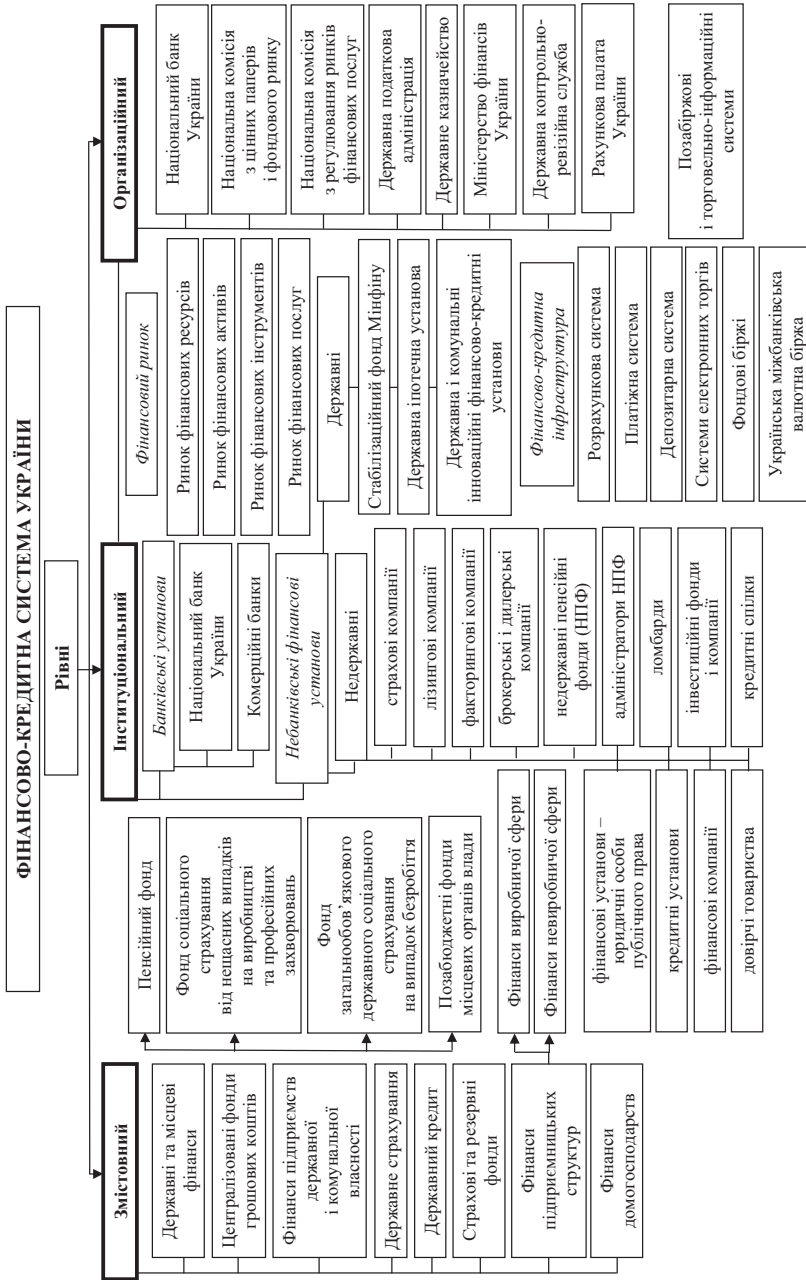 ФІНАНСОВО-КРЕДИТНА СИСТЕМА УКРАЇНИ
Рівні
Змістовний
Державні та місцеві
фінанси
Централізовані фонди
грошових коштів
Фінанси підприємств
державної
і комунальної
власності
Державне страхування
Державний кредит
Страхові та резервні
фонди
Фінанси
підприємницьких
структур
Фінанси
домогосподарств
Пенсійний фонд
Фонд соціального
страхування
від нещасних випадків
на виробництві
та професійних
захворювань
Фонд
загальнообов’язкового
державного соціального
страхування
на випадок безробіття
Позабюджетні фонди
місцевих органів влади
Фінанси виробничої сфери
Фінанси невиробничої сфери
Інституціональний
Банківські установи
Національний банк
України
Комерційні банки
Небанківські фінансові
установи
Недержавні
страхові компанії
лізингові компанії
факторингові компанії
брокерські і дилерські
компанії
недержавні пенсійні
фонди (НПФ)
адміністратори НПФ
ломбарди
інвестиційні фонди
і компанії
кредитні спілки
фінансові установи –
юридичні особи
публічного права
кредитні установи
фінансові компанії
довірчі товариства
Фінансовий ринок
Ринок фінансових ресурсів
Ринок фінансових активів
Ринок фінансових інструментів
Ринок фінансових послуг
Державні
Стабілізаційний фонд Мінфіну
Державна іпотечна установа
Державна і комунальні
інноваційні фінансово-кредитні
установи
Фінансово-кредитна
інфраструктура
Розрахункова система
Платіжна система
Депозитарна система
Системи електронних торгів
Фондові біржі
Українська міжбанківська
валютна біржа
Організаційний
Національний банк
України
Національна комісія
з цінних паперів
і фондового ринку
Національна комісія
з регулювання ринків
фінансових послуг
Державна податкова
адміністрація
Державне казначейство
Міністерство фінансів
України
Державна контрольно-
ревізійна служба
Рахункова палата
України
Позабіржові
і торговельно-інформаційні
системи